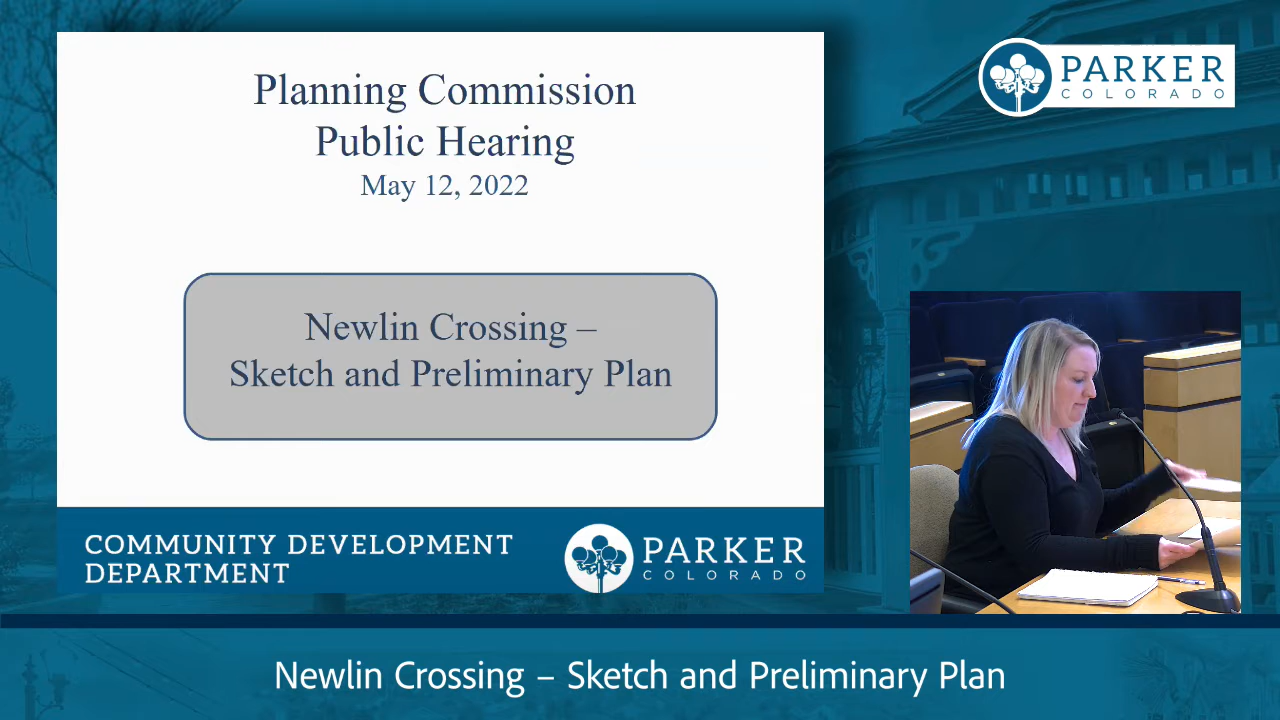 Planning Commission
Public Hearing
May 12, 2022
Newlin Crossing –
Sketch and Preliminary Plan
COMMUNITY DEVELOPMENT
DEPARTMENT
PARKER
COLORADO
PARKER
COLORADO
Newlin Crossing – Sketch and Preliminary Plan